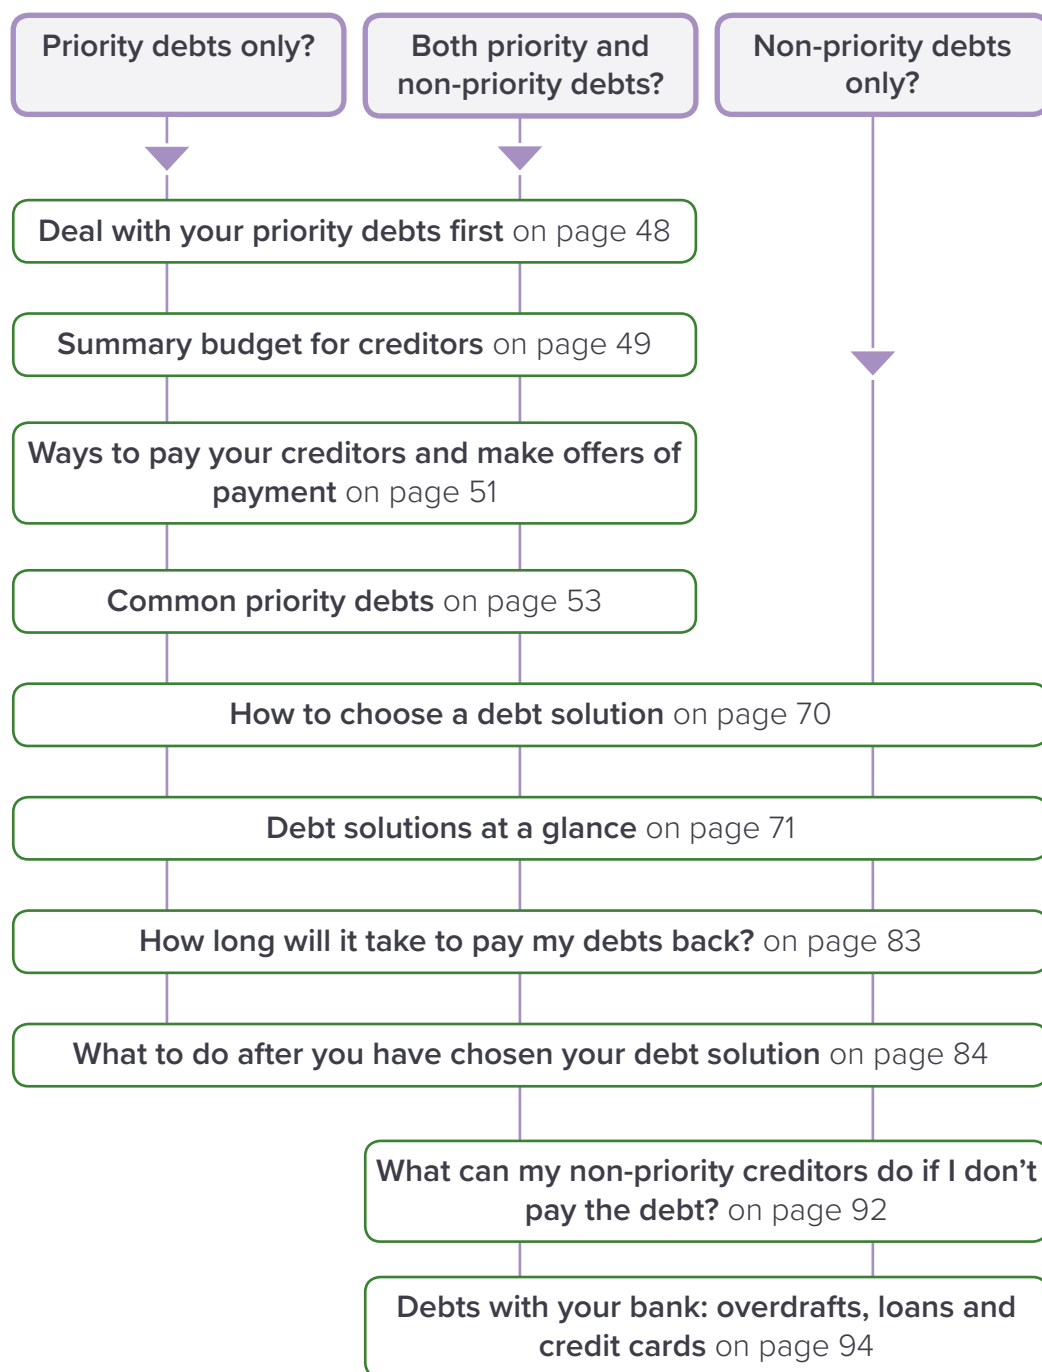 Priority debts only?
Both priority and
non-priority debts?
Non-priority debts
only?
Deal with your priority debts first on page 48
Summary budget for creditors on page 49
Ways to pay your creditors and make offers of
payment on page 51
Common priority debts on page 53
How to choose a debt solution on page 70
Debt solutions at a glance on page 71
How long will it take to pay my debts back? on page 83
What to do after you have chosen your debt solution on page 84
What can my non-priority creditors do if I don’t
pay the debt? on page 92
Debts with your bank: overdrafts, loans and
credit cards on page 94